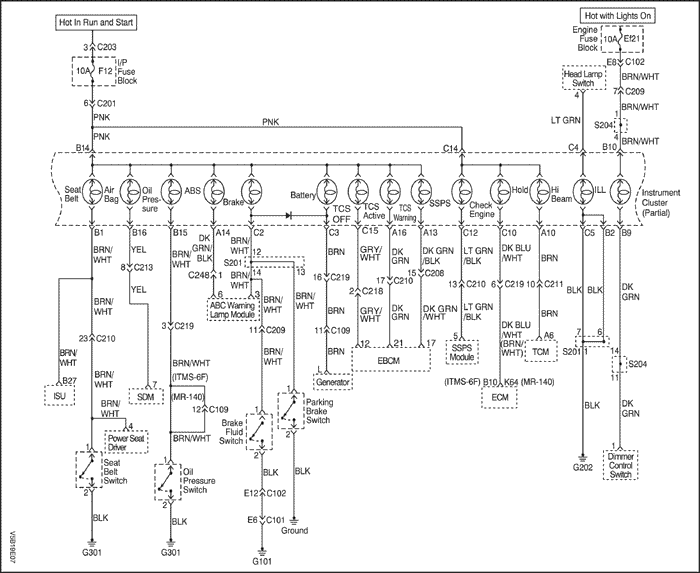 Hot In Run and Start
Hot with Lights On
3 C203
I/P
Fuse
Block
10A F12
6 C201
PNK
PNK
PNK
B14
C14
Engine
Fuse
Block
10A Ef21
E8 C102
BRN/WHT
7 C209
BRN/WHT
1
S204
4
BRN/WHT
B10
Head Lamp
Switch
4
LT GRN
C4
Seat
Belt
Air
Bag
Oil
Pres-
sure
ABS
Brake
Battery
TCS
OFF
TCS
Active
TCS
Warning
SSPS
Check
Engine
Hold
Hi
Beam
ILL
Instrument
Cluster
(Partial)
B1
B16
B15
A14
C2
C3
C15
A16
A13
C12
C10
A10
C5
B2
B9
BRN/
WHT
YEL
8 C213
YEL
BRN/
WHT
DK
GRN/
BLK
C248 1
6
3
ABC Warning
Lamp Module
BRN/
WHT
12
S201
13
14
BRN/
WHT
BRN/
WHT
11 C209
BRN/
WHT
BRN
16 C219
BRN
11 C109
BRN
L
Generator
GRY/
WHT
2 C218
GRY/
WHT
12
DK
GRN
17 C210
DK
GRN
21
DK
GRN/
BLK
15 C208
DK
GRN/BLK
17
EBCM
LT GRN
/BLK
13 C210
LT GRN
/BLK
5
SSPS
Module
DK BLU
/WHT
6 C219
DK BLU
/WHT
(BRN/
WHT)
(ITMS-6F) B10 K64 (MR-140)
ECM
DK
BLU
10 C211
DK
BLU
A6
TCM
BLK
BLK
7
6
S201
1
BLK
G202
DK
GRN
14
S204
11
DK
GRN
1
Dimmer
Control
Switch
BRN/
WHT
23 C210
BRN/
WHT
B27
ISU
BRN/
WHT
BRN/
WHT
4
Power Seat
Driver
7
SDM
3 C219
BRN/WHT
(ITMS-6F)
(MR-140)
12 C109
BRN/WHT
1
Seat
Belt
Switch
2
BLK
G301
1
Oil
Pressure
Switch
2
BLK
G301
1
Brake
Fluid
Switch
2
BLK
E12 C102
E6 C101
BLK
G101
1
Parking
Brake
Switch
2
Ground
V5B19E07